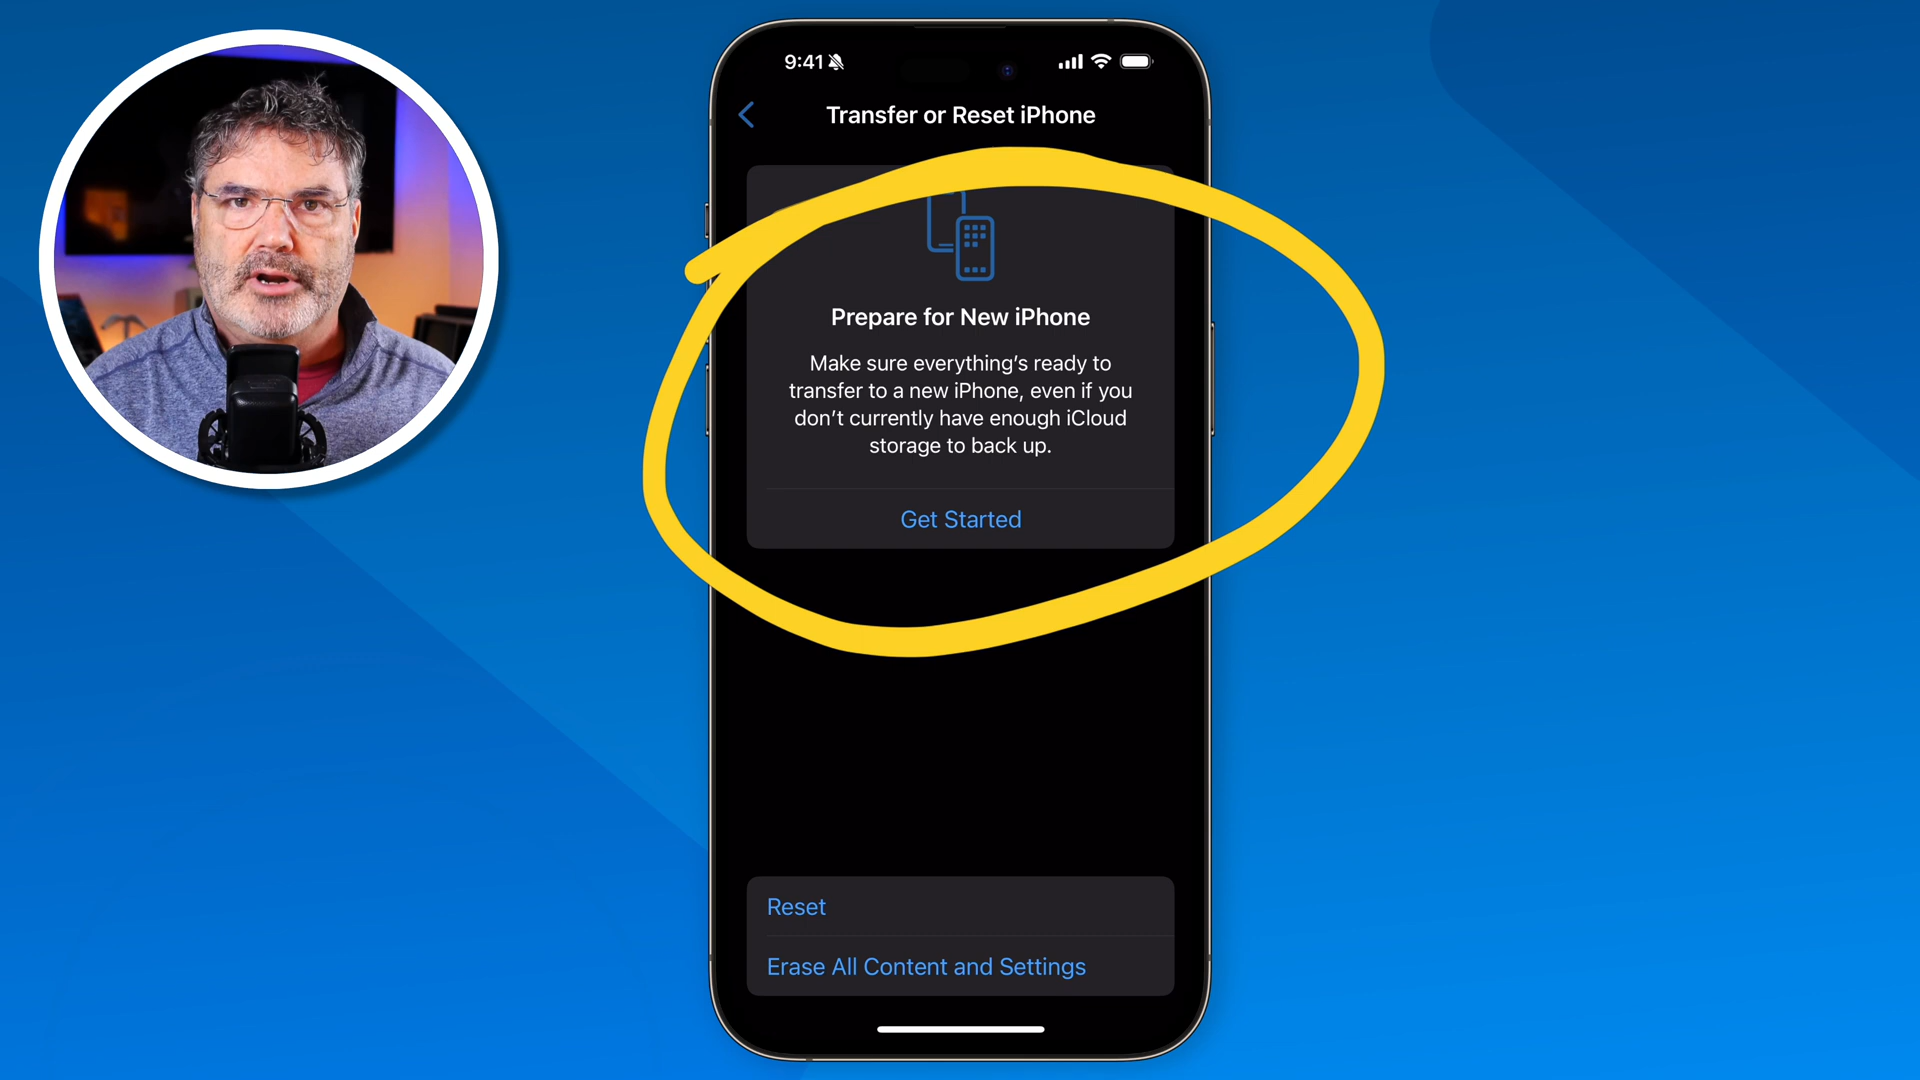 9:41
Transfer or Reset iPhone
Prepare for New iPhone
Make sure everything’s ready to
transfer to a new iPhone, even if you
don’t currently have enough iCloud
storage to back up.
Get Started
Reset
Erase All Content and Settings